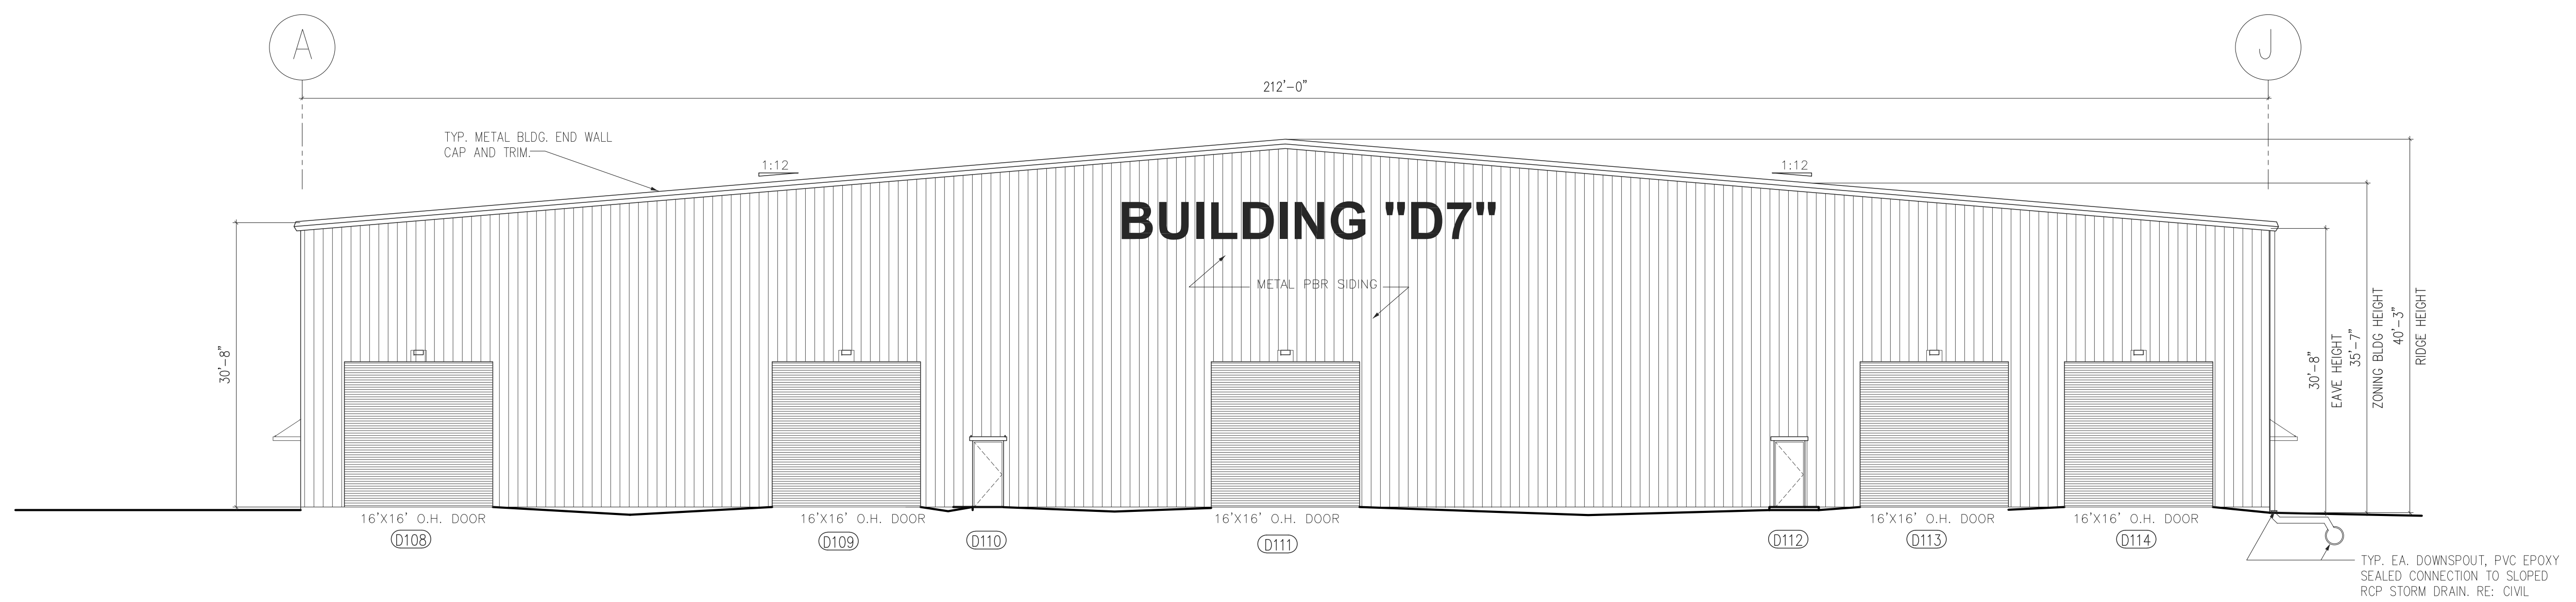 A
J
212'-0"
TYP. METAL BLDG. END WALL
CAP AND TRIM.
1:12
1:12
BUILDING "D7"
METAL PBR SIDING
30'-8"
30'-8"
EAVE HEIGHT
35'-7"
ZONING BLDG HEIGHT
40'-3"
RIDGE HEIGHT
16'X16' O.H. DOOR
16'X16' O.H. DOOR
16'X16' O.H. DOOR
16'X16' O.H. DOOR
16'X16' O.H. DOOR
D108
D109
D110
D111
D112
D113
D114
TYP. EA. DOWNSPOUT, PVC EPOXY
SEALED CONNECTION TO SLOPED
RCP STORM DRAIN. RE: CIVIL